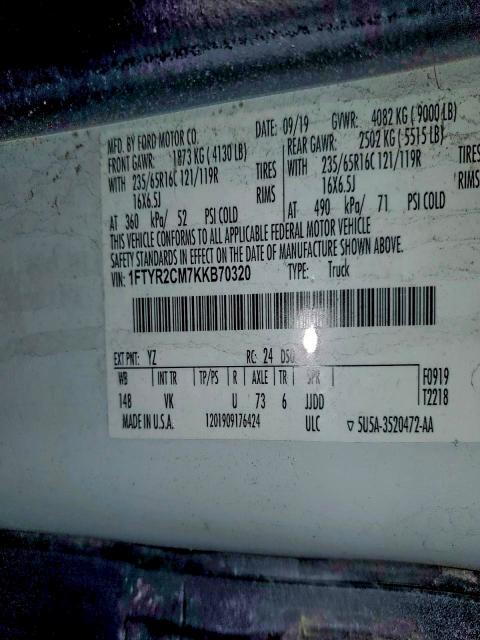 MFD. BY FORD MOTOR CO. DATE: 09/19 GVWR: 4082 KG ( 9000 LB)
FRONT GAWR: 1873 KG ( 4130 LB) REAR GAWR: 2502 KG ( 5515 LB)
WITH 235/65R16C 121/119R TIRES WITH 235/65R16C 121/119R TIRES
16X6.5J RIMS 16X6.5J RIMS
AT 360 kPa/ 52 PSI COLD AT 490 kPa/ 71 PSI COLD
THIS VEHICLE CONFORMS TO ALL APPLICABLE FEDERAL MOTOR VEHICLE
SAFETY STANDARDS IN EFFECT ON THE DATE OF MANUFACTURE SHOWN ABOVE.
VIN: 1FTYR2CM7KKB70320 TYPE: Truck
EXT PNT: YZ RC: 24 DSO:
WB INT TR TP/PS R AXLE TR SPR F0919
148 VK U 73 6 JJDD T2218
MADE IN U.S.A. 1201909176424 ULC ▽ 5U5A-3520472-AA